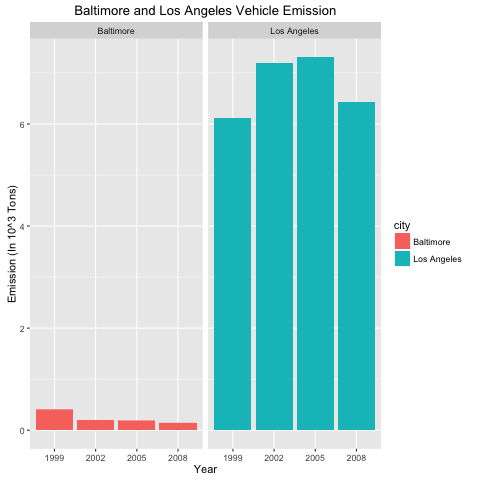 Baltimore and Los Angeles Vehicle Emission
Baltimore
Los Angeles
6
4
2
0
Emission (In 10^3 Tons)
1999 2002 2005 2008
1999 2002 2005 2008
Year
city
Baltimore
Los Angeles